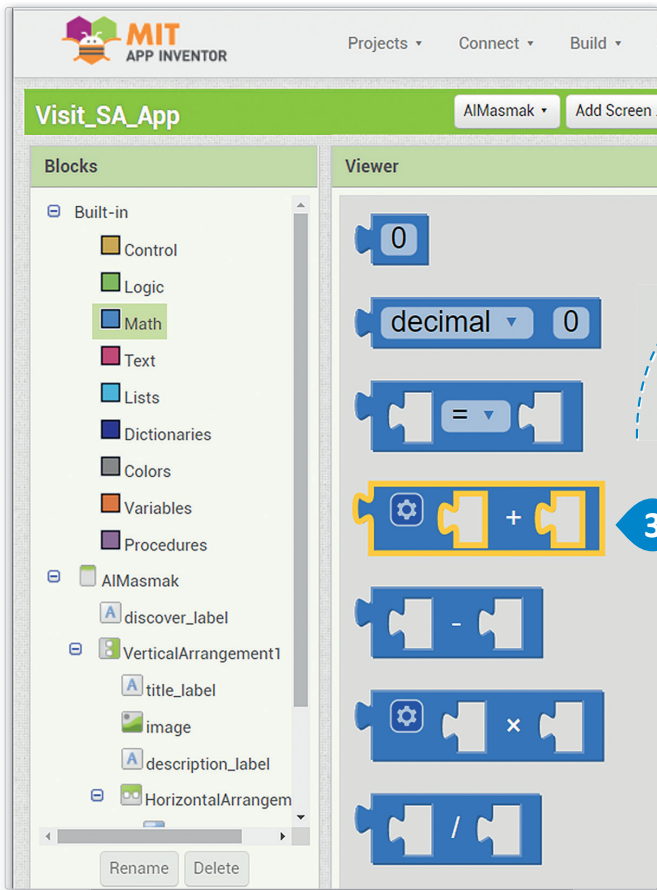 MIT
APP INVENTOR
Projects ▾ Connect ▾ Build ▾
Visit_SA_App
AlMasmak ▾ Add Screen
Blocks
Viewer
Built-in
Control
Logic
Math
Text
Lists
Dictionaries
Colors
Variables
Procedures
AlMasmak
discover_label
A
VerticalArrangement1
title_label
A
image
description_label
A
HorizontalArrangem
Rename Delete
0
decimal ▾ 0
= ▾
+
3
-
×
/